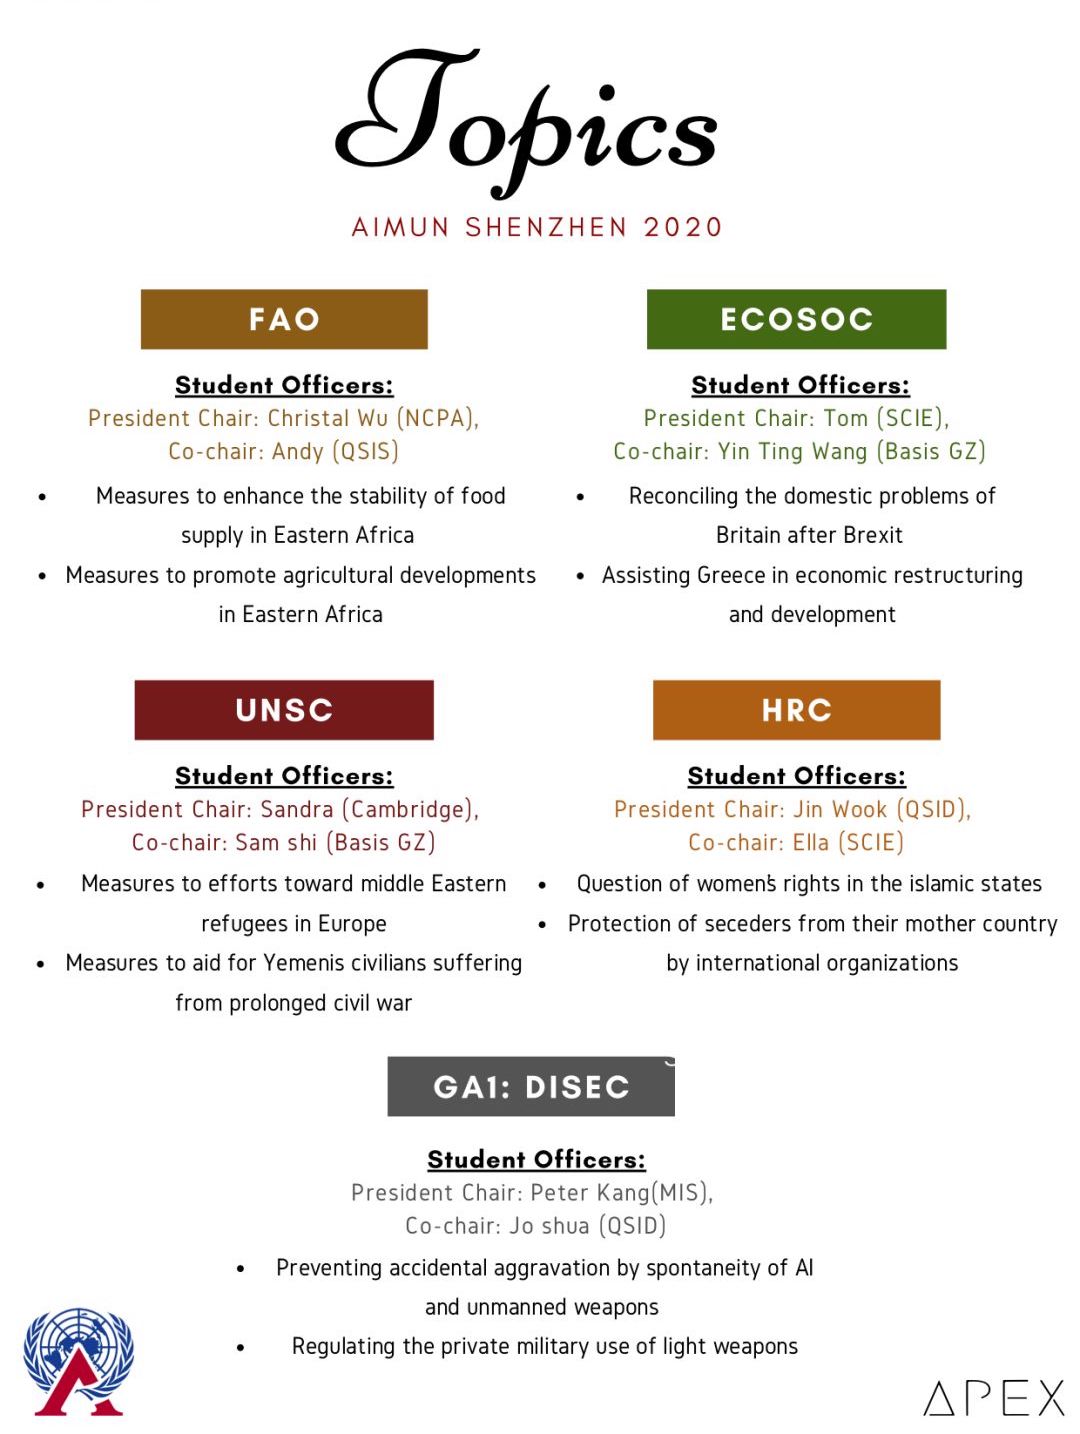 Topics
AIMUN SHENZHEN 2020
FAO
Student Officers:
President Chair: Christal Wu (NCPA),
Co-chair: Andy (QSIS)
• Measures to enhance the stability of food
supply in Eastern Africa
• Measures to promote agricultural developments
in Eastern Africa
ECOSOC
Student Officers:
President Chair: Tom (SCIE),
Co-chair: Yin Ting Wang (Basis GZ)
• Reconciling the domestic problems of
Britain after Brexit
• Assisting Greece in economic restructuring
and development
UNSC
Student Officers:
President Chair: Sandra (Cambridge),
Co-chair: Sam shi (Basis GZ)
• Measures to efforts toward middle Eastern
refugees in Europe
• Measures to aid for Yemenis civilians suffering
from prolonged civil war
HRC
Student Officers:
President Chair: Jin Wook (QSID),
Co-chair: Ella (SCIE)
• Question of women's rights in the islamic states
• Protection of seceders from their mother country
by international organizations
GA1: DISEC
Student Officers:
President Chair: Peter Kang(MIS),
Co-chair: Jo shua (QSID)
• Preventing accidental aggravation by spontaneity of AI
and unmanned weapons
• Regulating the private military use of light weapons
A
APEX